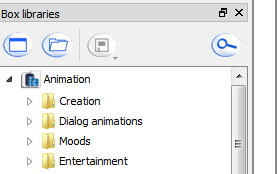 Box libraries
Animation
Creation
Dialog animations
Moods
Entertainment